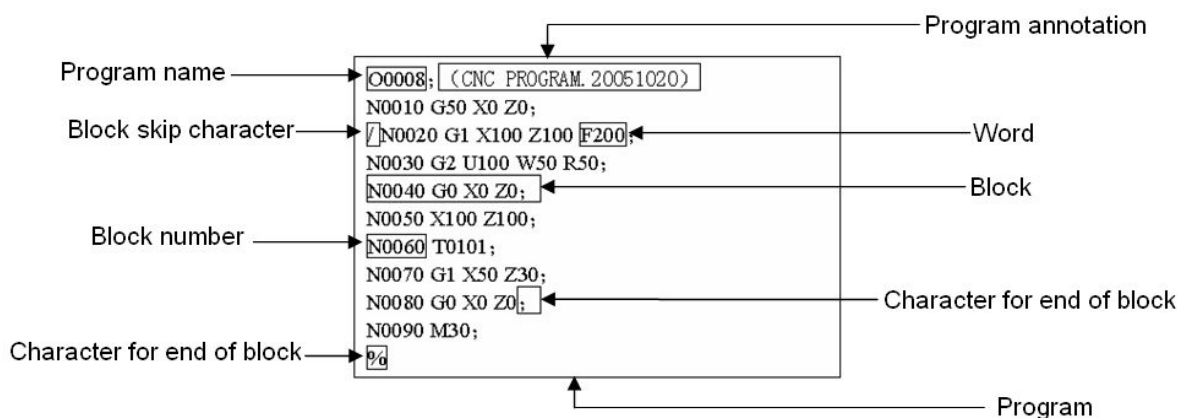 Program annotation
Program name
O0008; (CNC PROGRAM. 20051020)
N0010 G50 X0 Z0;
Block skip character
/N0020 G1 X100 Z100 F200;
Word
N0030 G2 U100 W50 R50;
N0040 G0 X0 Z0;
Block
N0050 X100 Z100;
Block number
N0060 T0101;
N0070 G1 X50 Z30;
N0080 G0 X0 Z0;
Character for end of block
N0090 M30;
Character for end of block
%
Program